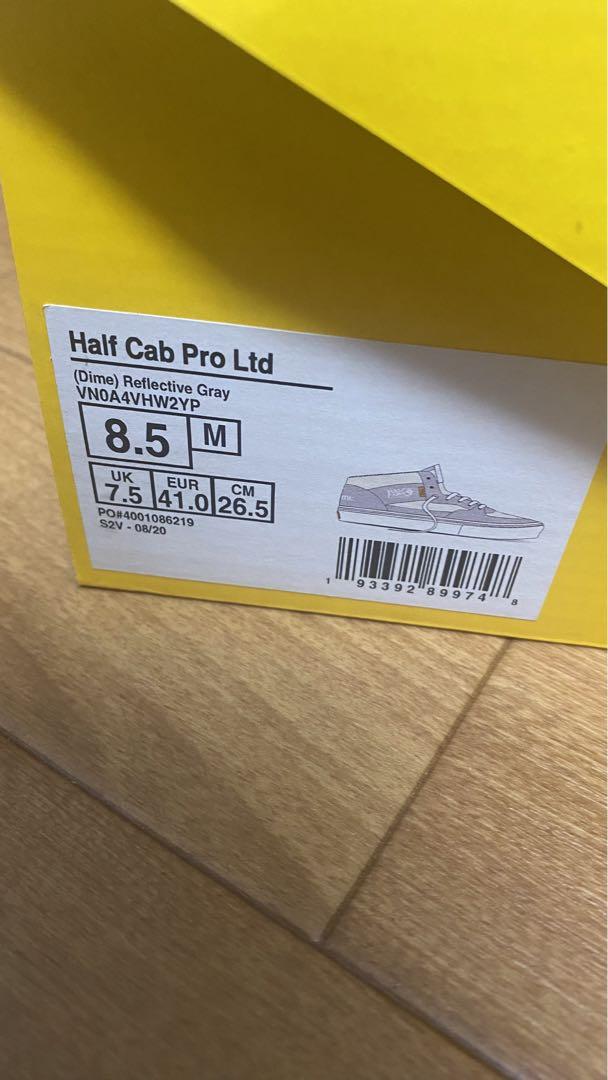 Half Cab Pro Ltd
(Dime) Reflective Gray
VN0A4VHW2YP
8.5 M
UK EUR CM
7.5 41.0 26.5
PO#4001086219
S2V - 08/20
1 93392 89974 8